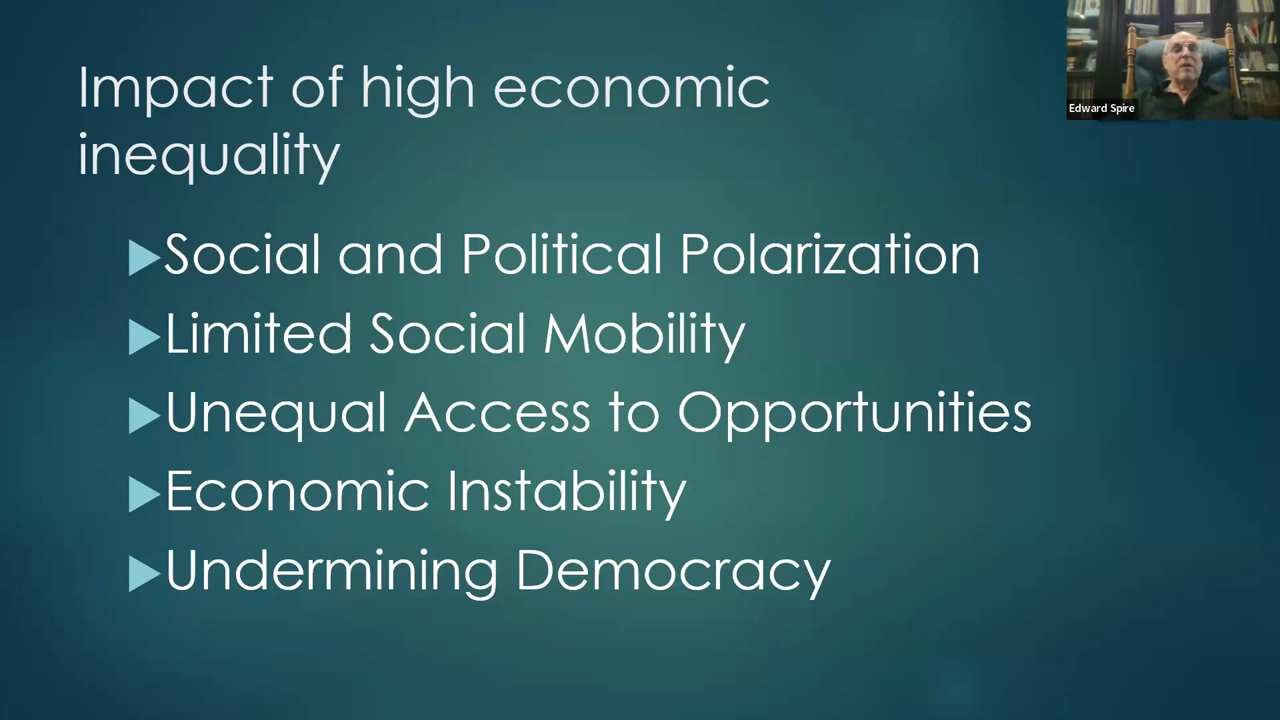 Impact of high economic
inequality
Social and Political Polarization
Limited Social Mobility
Unequal Access to Opportunities
Economic Instability
Undermining Democracy
Edward Spire